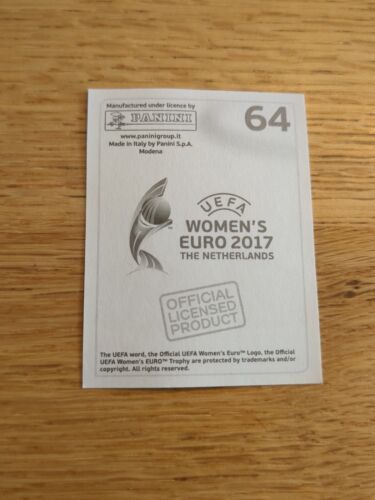 Manufactured under licence by
PANINI
www.paninigroup.it
Made in Italy by Panini S.p.A.
Modena
64
UEFA
WOMEN'S
EURO 2017
THE NETHERLANDS
OFFICIAL
LICENSED
PRODUCT
The UEFA word, the Official UEFA Women's Euro™ Logo, the Official
UEFA Women's EURO™ Trophy are protected by trademarks and/or
copyright. All rights reserved.